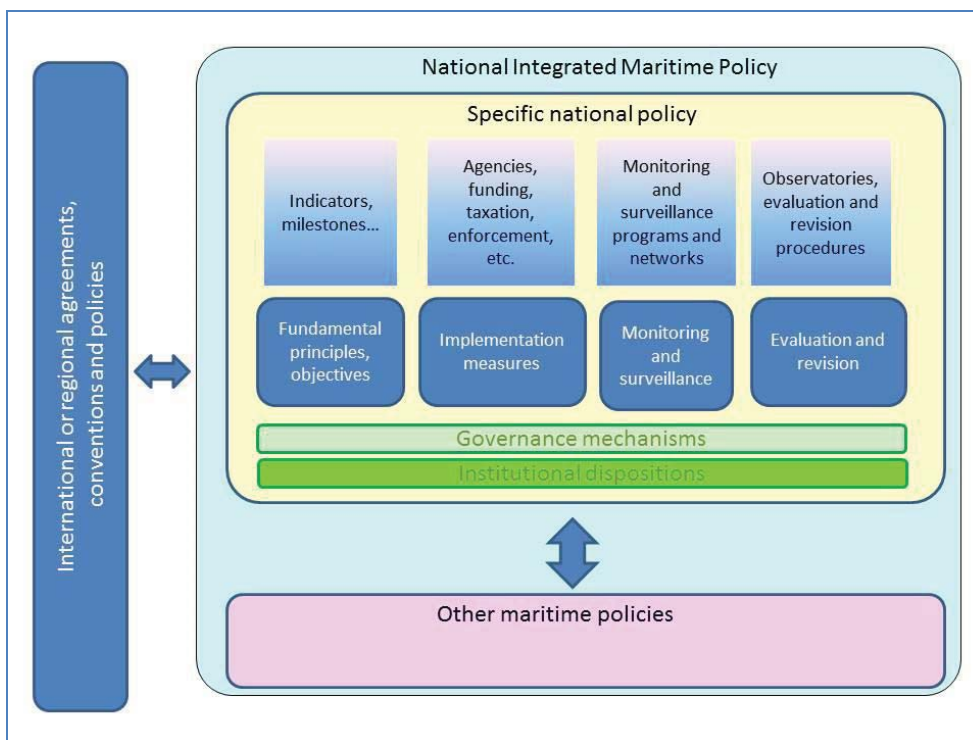 International or regional agreements,
conventions and policies
National Integrated Maritime Policy
Specific national policy
Indicators,
milestones...
Agencies,
funding,
taxation,
enforcement,
etc.
Monitoring
and
surveillance
programs and
networks
Observatories,
evaluation and
revision
procedures
Fundamental
principles,
objectives
Implementation
measures
Monitoring
and
surveillance
Evaluation and
revision
Governance mechanisms
Institutional dispositions
Other maritime policies